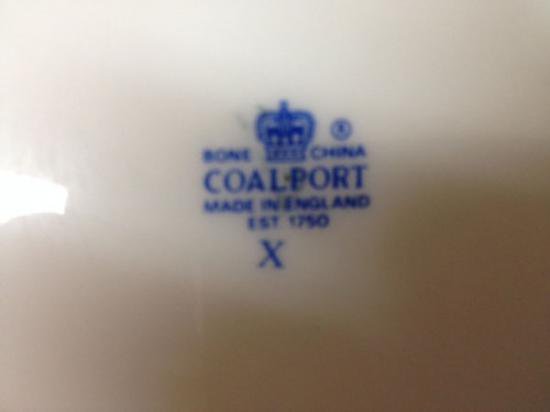 ®
BONE CHINA
COALPORT
MADE IN ENGLAND
EST. 1750
X